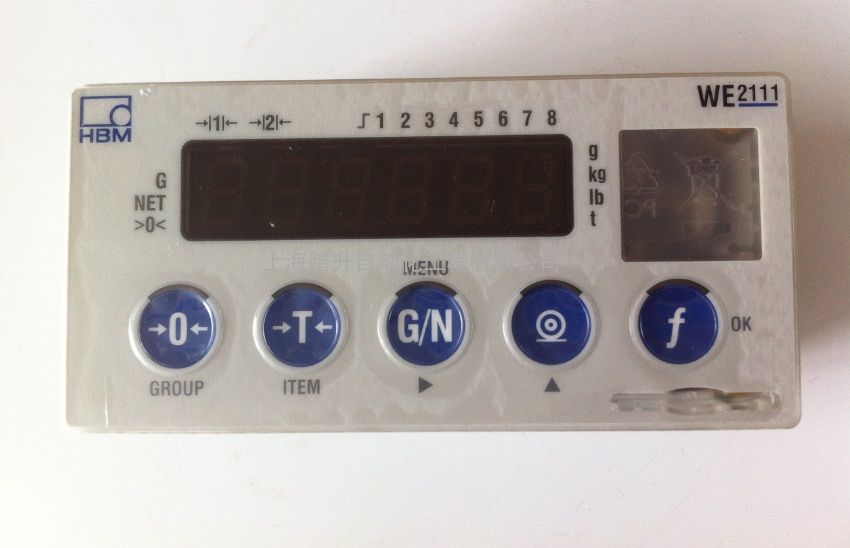 HBM
WE2111
→|1|← →|2|←
1 2 3 4 5 6 7 8
G
NET
>0<
g
kg
lb
t
MENU
→0←
→T←
G/N
f
OK
GROUP
ITEM